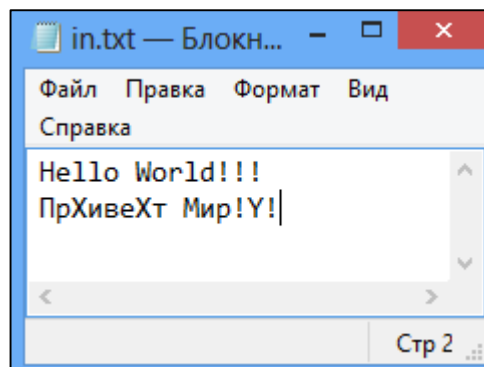 in.txt — Блокн...
Файл Правка Формат Вид
Справка
Hello World!!!
ПрХивеХт Мир!Y!
Стр 2